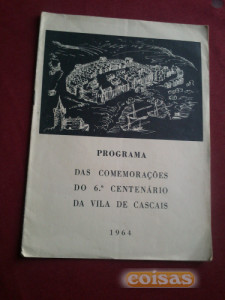 PROGRAMA
DAS COMEMORAÇÕES
DO 6.º CENTENÁRIO
DA VILA DE CASCAIS
1964
coisas